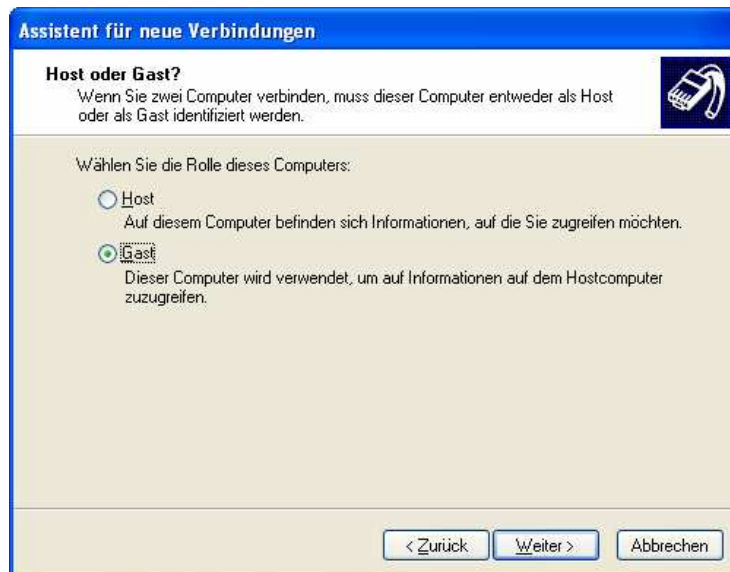 Assistent für neue Verbindungen
Host oder Gast?
Wenn Sie zwei Computer verbinden, muss dieser Computer entweder als Host
oder als Gast identifiziert werden.
Wählen Sie die Rolle dieses Computers:
Host
Auf diesem Computer befinden sich Informationen, auf die Sie zugreifen möchten.
Gast
Dieser Computer wird verwendet, um auf Informationen auf dem Hostcomputer
zuzugreifen.
< Zurück Weiter > Abbrechen